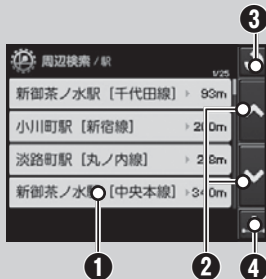 3
周辺検索 / 駅
1/25
新御茶ノ水駅 [千代田線] 93m
小川町駅 [新宿線]
淡路町駅 [丸ノ内線]
新御茶ノ水駅 [中央本線] 340m
1
2
4